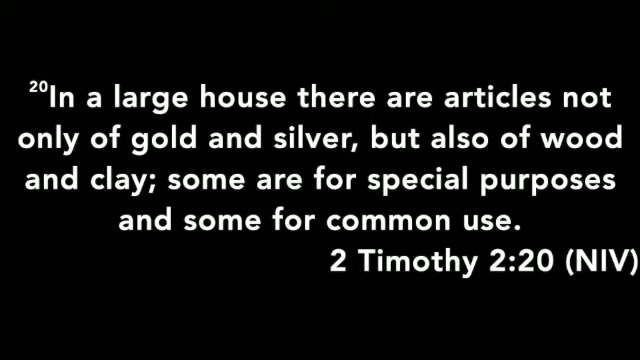 ²⁰In a large house there are articles not
only of gold and silver, but also of wood
and clay; some are for special purposes
and some for common use.
2 Timothy 2:20 (NIV)